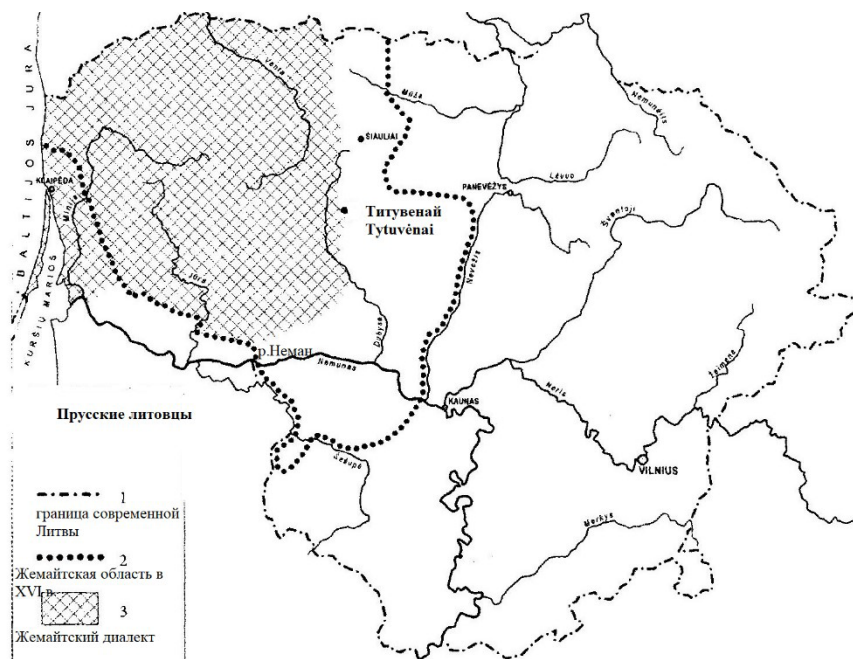 BALTIJOS JURA
KURŠIŲ MARIOS
KLAIPĖDA
Minija
Venta
Jūra
Mūša
ŠIAULIAI
Nemunėlis
Lėvuo
PANEVĖŽYS
Šventoji
Титувенай
Tytuvėnai
Nevėžis
Dubysa
р.Неман
Nemunas
KAUNAS
Neris
Žeimena
VILNIUS
Merkys
Šešupė
Прусские литовцы
1
граница современной
Литвы
2
Жемайтская область в
XVI в
3
Жемайтский диалект